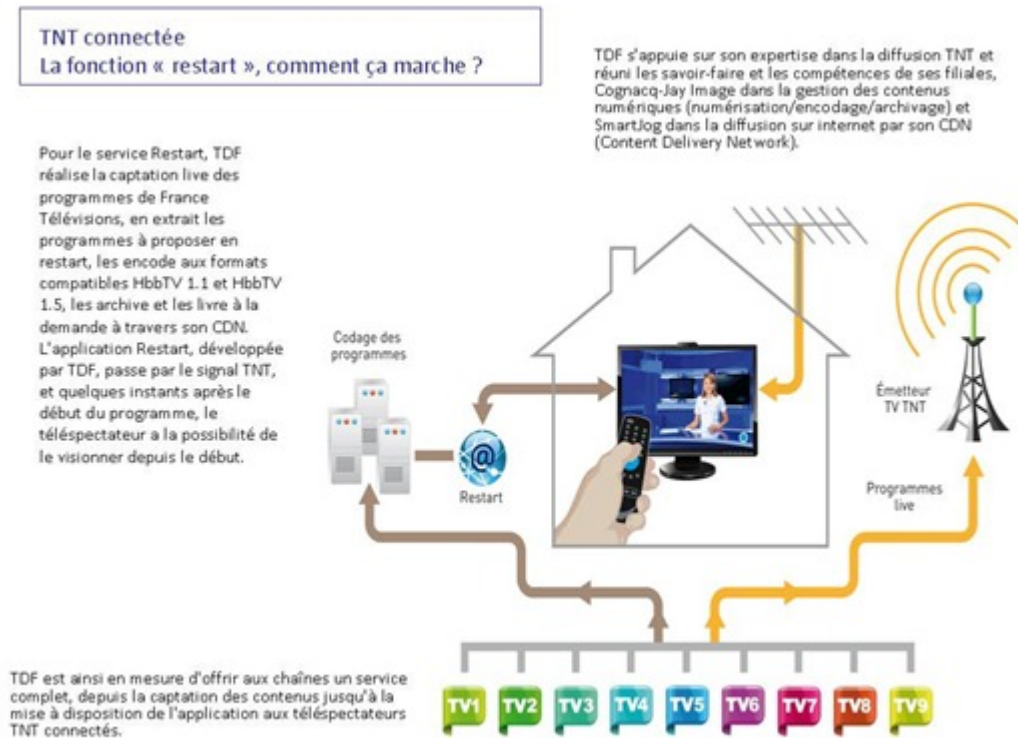 TNT connectée
La fonction « restart », comment ça marche ?
TDF s'appuie sur son expertise dans la diffusion TNT et
réuni les savoir-faire et les compétences de ses filiales,
Cognacq-Jay Image dans la gestion des contenus
numériques (numérisation/encodage/archivage) et
SmartJog dans la diffusion sur internet par son CDN
(Content Delivery Network).
Pour le service Restart, TDF
réalise la captation live des
programmes de France
Télévisions, en extrait les
programmes à proposer en
restart, les encode aux formats
compatibles HbbTV 1.1 et HbbTV
1.5, les archive et les livre à la
demande à travers son CDN.
L'application Restart, développée
par TDF, passe par le signal TNT,
et quelques instants après le
début du programme, le
téléspectateur a la possibilité de
le visionner depuis le début.
Codage des
programmes
@
Restart
Émetteur
TV TNT
Programmes
live
TV1 TV2 TV3 TV4 TV5 TV6 TV7 TV8 TV9
TDF est ainsi en mesure d'offrir aux chaînes un service
complet, depuis la captation des contenus jusqu'à la
mise à disposition de l'application aux téléspectateurs
TNT connectés.